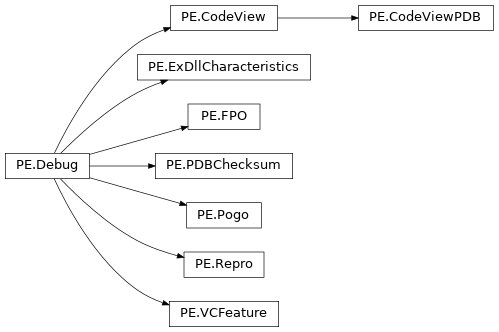 PE.CodeView
PE.CodeViewPDB
PE.ExDllCharacteristics
PE.FPO
PE.Debug
PE.PDBChecksum
PE.Pogo
PE.Repro
PE.VCFeature